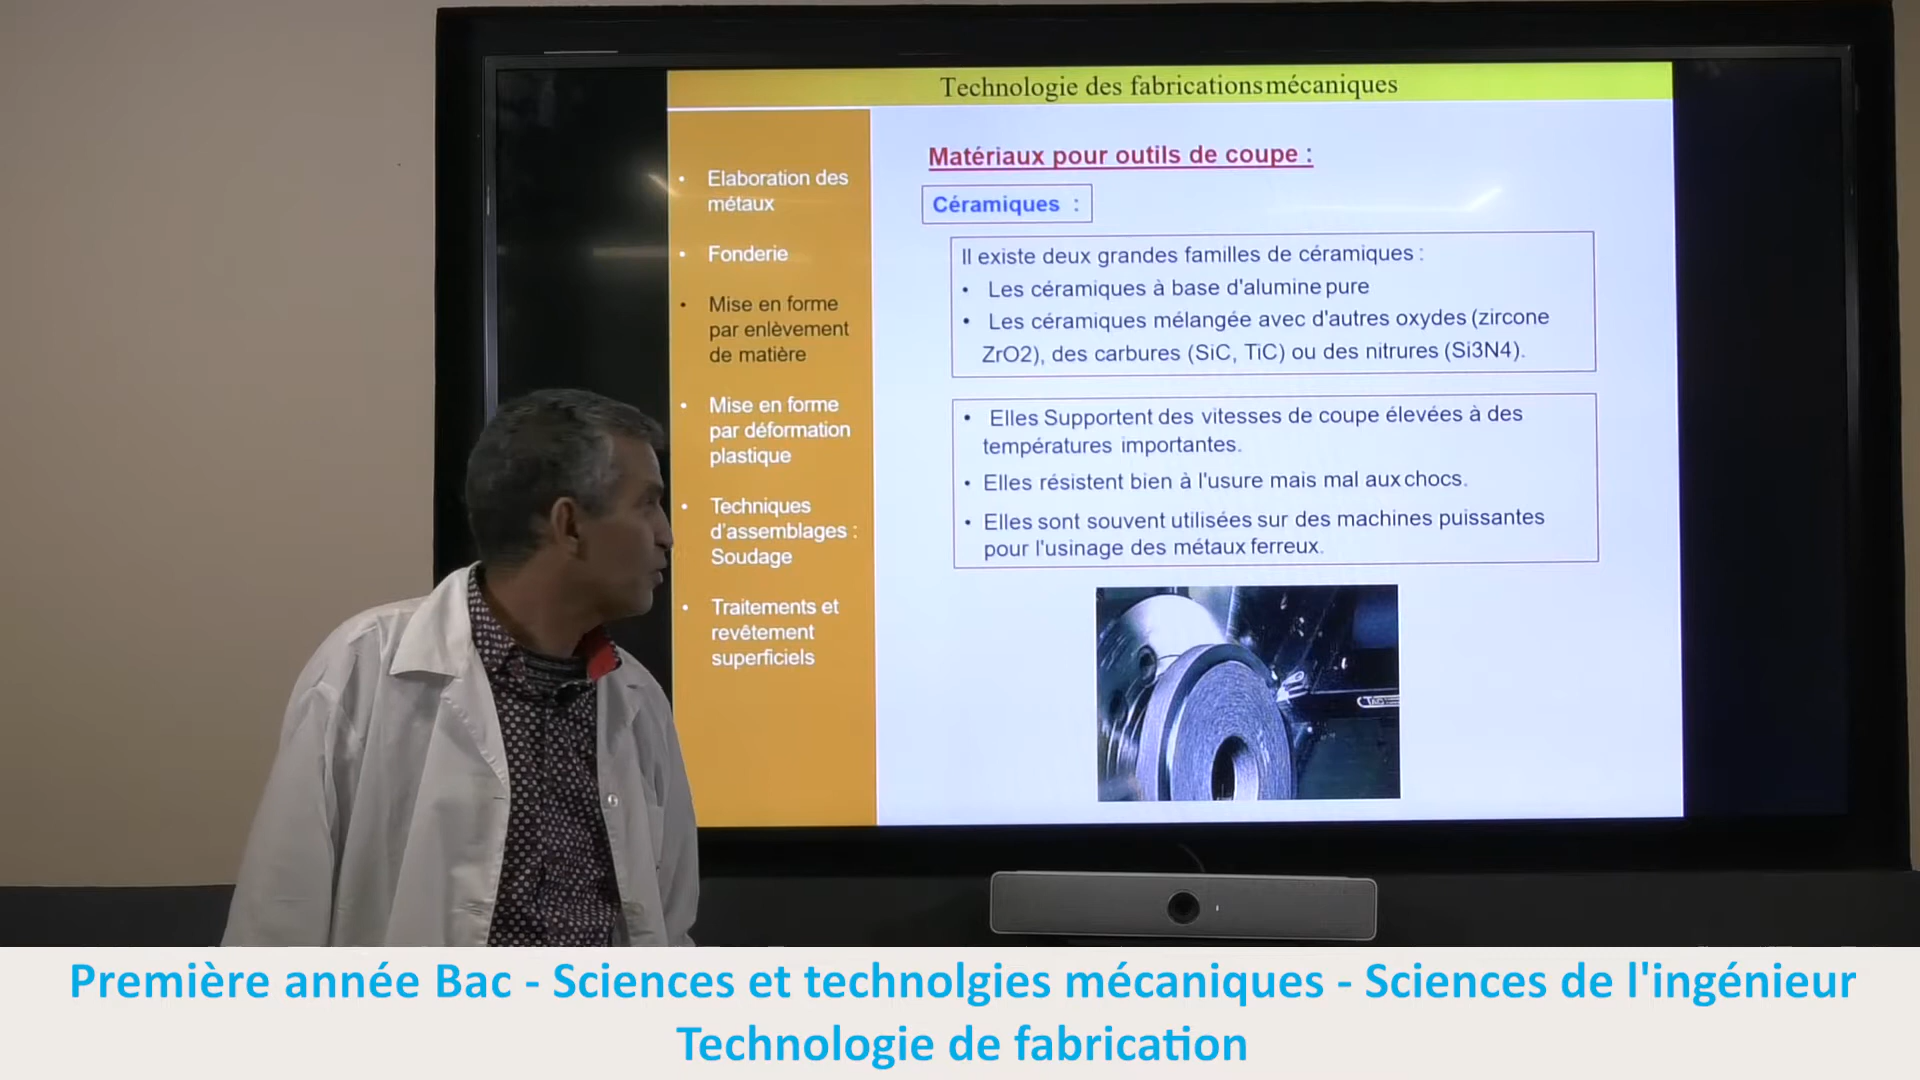 Technologie des fabrications mécaniques
• Elaboration des
métaux
• Fonderie
• Mise en forme
par enlèvement
de matière
• Mise en forme
par déformation
plastique
• Techniques
d'assemblages :
Soudage
• Traitements et
revêtement
superficiels
Matériaux pour outils de coupe :
Céramiques :
Il existe deux grandes familles de céramiques :
• Les céramiques à base d'alumine pure
• Les céramiques mélangée avec d'autres oxydes (zircone
ZrO2), des carbures (SiC, TiC) ou des nitrures (Si3N4).
• Elles Supportent des vitesses de coupe élevées à des
températures importantes.
• Elles résistent bien à l'usure mais mal aux chocs.
• Elles sont souvent utilisées sur des machines puissantes
pour l'usinage des métaux ferreux.
Première année Bac - Sciences et technolgies mécaniques - Sciences de l'ingénieur
Technologie de fabrication